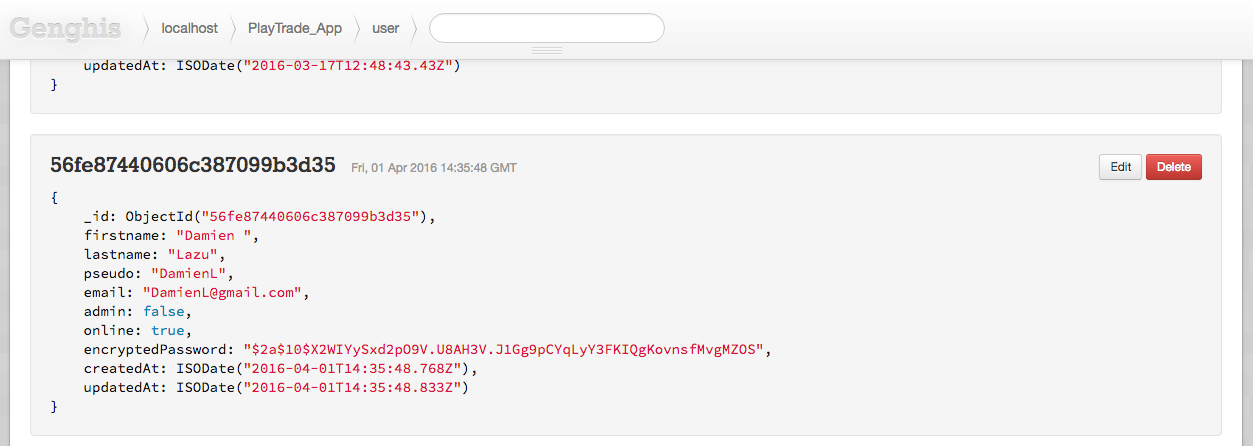 Genghis localhost PlayTrade_App user
updatedAt: ISODate("2016-03-17T12:48:43.43Z")
}
56fe87440606c387099b3d35 Fri, 01 Apr 2016 14:35:48 GMT Edit Delete
{
_id: ObjectId("56fe87440606c387099b3d35"),
firstname: "Damien ",
lastname: "Lazu",
pseudo: "DamienL",
email: "DamienL@gmail.com",
admin: false,
online: true,
encryptedPassword: "$2a$10$X2WIYySxd2pO9V.U8AH3V.J1Gg9pCYqLyY3FKIQgKovnsfMvgMZOS",
createdAt: ISODate("2016-04-01T14:35:48.768Z"),
updatedAt: ISODate("2016-04-01T14:35:48.833Z")
}